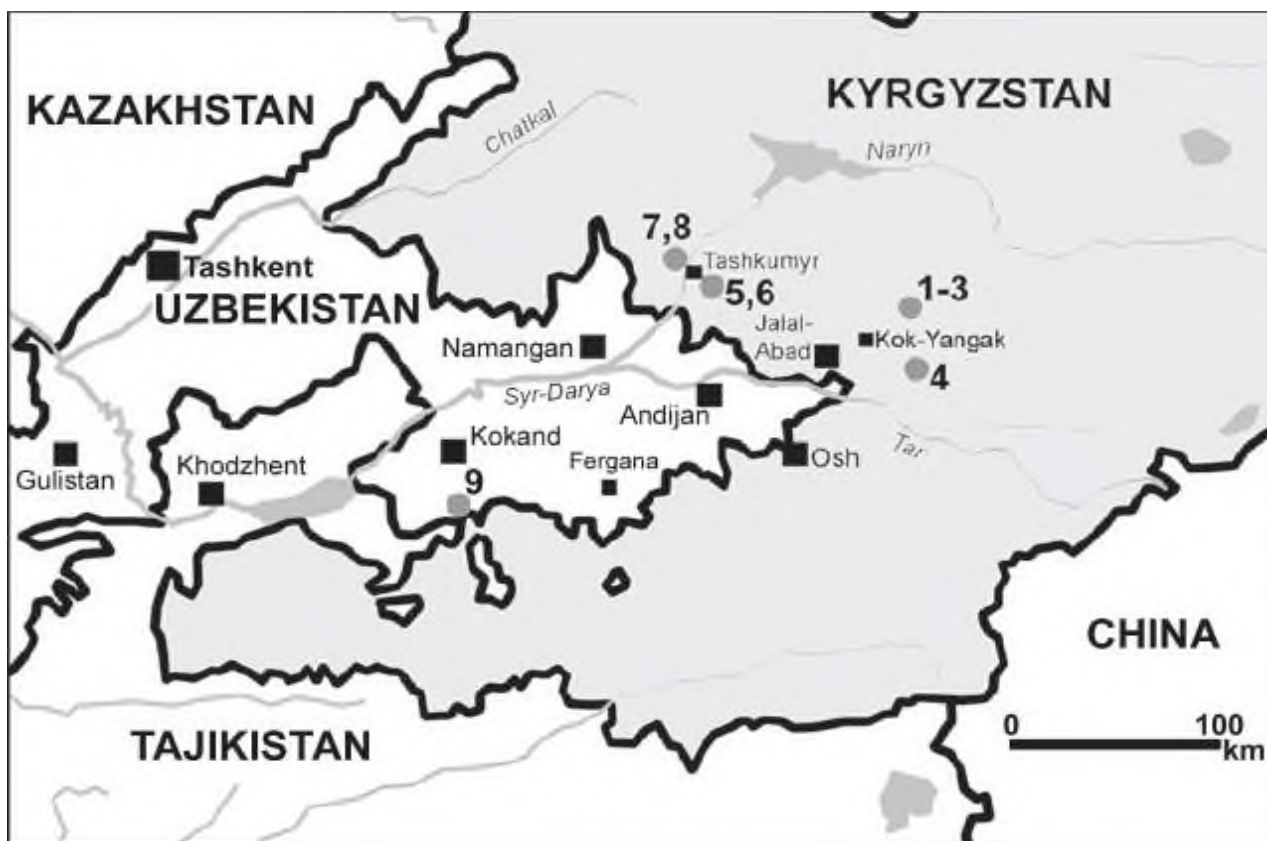 KAZAKHSTAN
KYRGYZSTAN
Chatkal
Naryn
7,8
Tashkumyr
Tashkent
5,6
1-3
UZBEKISTAN
Jalal-
Abad
Kok-Yangak
Namangan
4
Syr-Darya
Andijan
Kokand
Tar
Gulistan
Khodzhent
Fergana
Osh
9
CHINA
TAJIKISTAN
0 100
km